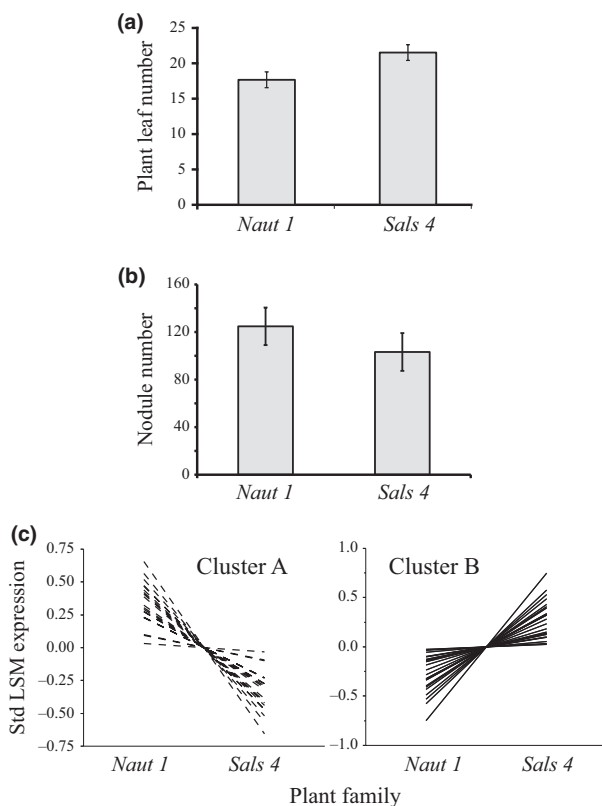 (a)
Plant leaf number
25
20
15
10
5
0
Naut 1 Sals 4
(b)
Nodule number
160
120
80
40
0
Naut 1 Sals 4
(c)
Std LSM expression
0.75
0.50
0.25
0.00
–0.25
–0.50
–0.75
Cluster A
Naut 1 Sals 4
1.0
0.5
0.0
–0.5
–1.0
Cluster B
Naut 1 Sals 4
Plant family